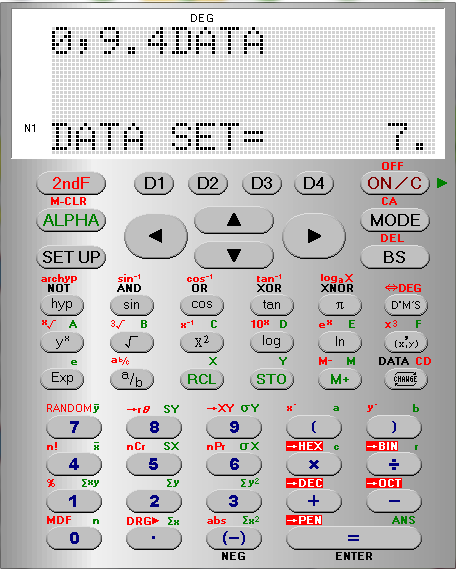 DEG
0,9.4DATA
N1
DATA SET= 7.
OFF
2ndF D1 D2 D3 D4 ON/C
M-CLR CA
ALPHA MODE
DEL
SET UP BS
archyp sin⁻¹ cos⁻¹ tan⁻¹ logₐX ⇔DEG
NOT AND OR XOR XNOR
hyp sin cos tan π D°M'S
ˣ√ A ³√ B x⁻¹ C 10ˣ D eˣ E x³ F
yˣ √ X² log ln (x,y)
e aᵇ/c X Y M- M DATA CD
Exp a/b RCL STO M+ CHANGE
RANDOM ȳ →rθ SY →XY σY x' a y' b
7 8 9 ( )
n! x̄ nCr SX nPr σX →HEX c →BIN r
4 5 6 × ÷
% Σxy Σy Σy² →DEC →OCT
1 2 3 + −
MDF n DRG▶ Σx abs Σx² →PEN ANS
0 · (−) =
NEG ENTER